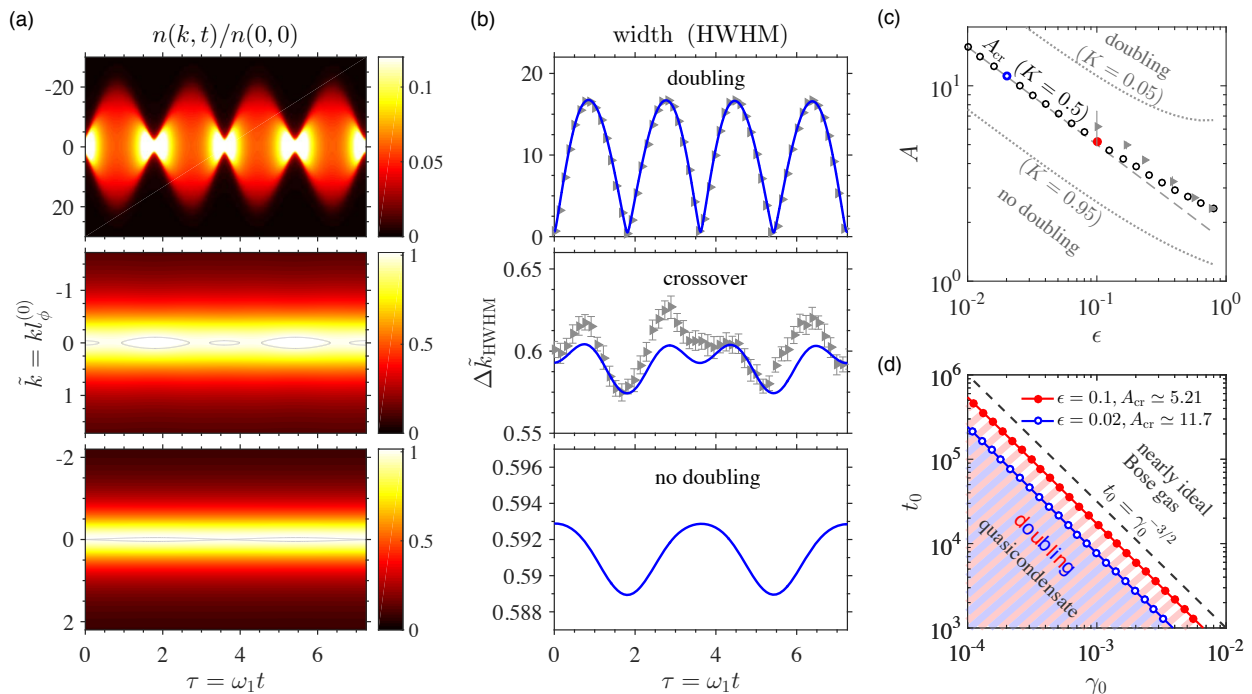 (a)
n(k,t)/n(0,0)
-20
0
20
0.1
0.05
0
-1
0
1
1
0.5
0
-2
0
2
1
0.5
0
k̃ = kl_ϕ^(0)
0 2 4 6
τ = ω₁t
(b)
width (HWHM)
doubling
20
15
10
5
0
crossover
0.65
0.6
0.55
no doubling
0.596
0.594
0.592
0.59
0.588
Δk̃_HWHM
0 2 4 6
τ = ω₁t
(c)
A_cr (K = 0.5)
doubling
(K = 0.05)
(K = 0.95)
no doubling
10¹
10⁰
A
10⁻² 10⁻¹ 10⁰
ϵ
(d)
ϵ = 0.1, A_cr ≃ 5.21
ϵ = 0.02, A_cr ≃ 11.7
nearly ideal
Bose gas
t₀ = γ₀^(-3/2)
doubling
quasicondensate
10⁶
10⁵
10⁴
10³
t₀
10⁻⁴ 10⁻³ 10⁻²
γ₀